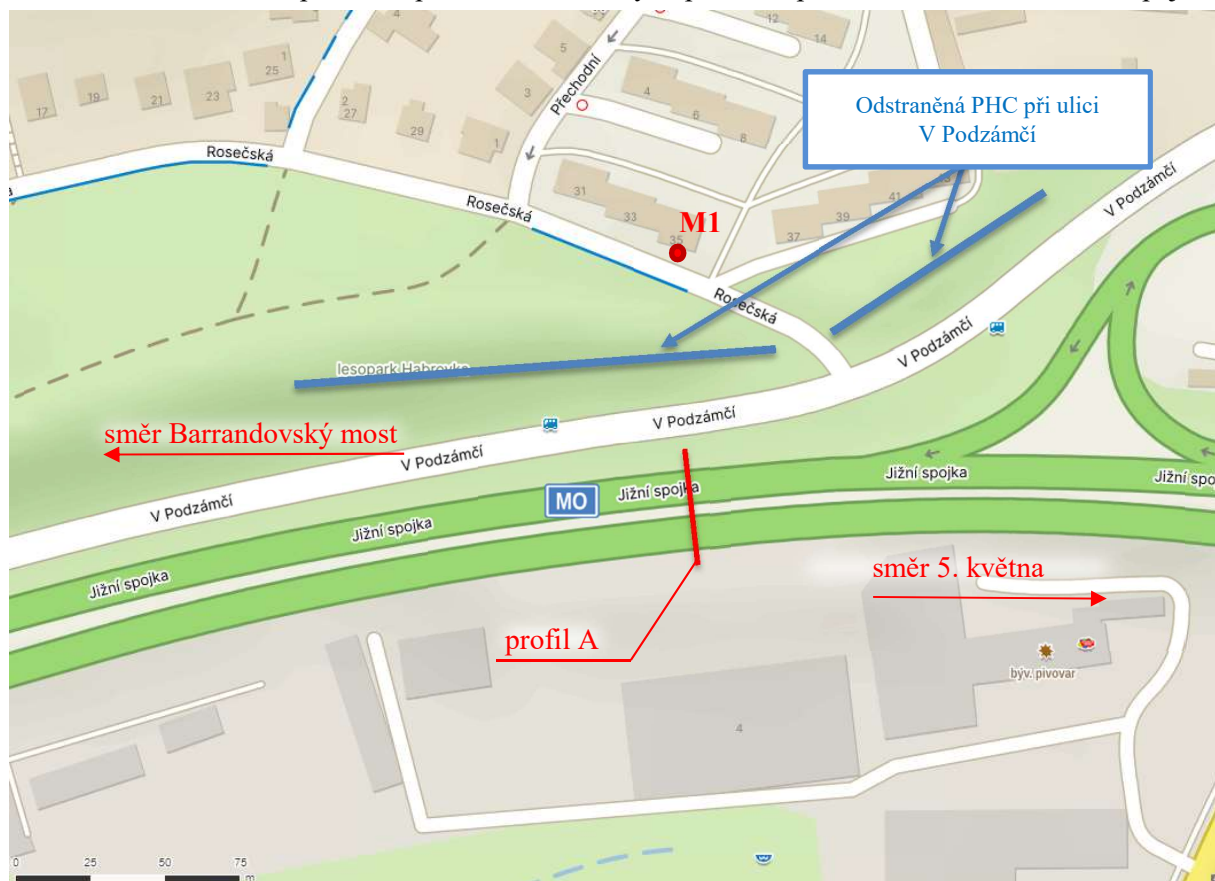 1
25
17
19
21
23
2
27
29
4
5
3
1
Přechodní
12
14
4
6
8
Odstraněná PHC při ulici
V Podzámčí
Rosečská
Rosečská
31
33
35
M1
37
39
41
Rosečská
V Podzámčí
V Podzámčí
lesopark Habrovka
směr Barrandovský most
V Podzámčí
V Podzámčí
V Podzámčí
MO
Jižní spojka
Jižní spojka
Jižní spojka
Jižní spojka
Jižní spo
směr 5. května
profil A
býv. pivovar
4
0 25 50 75
m